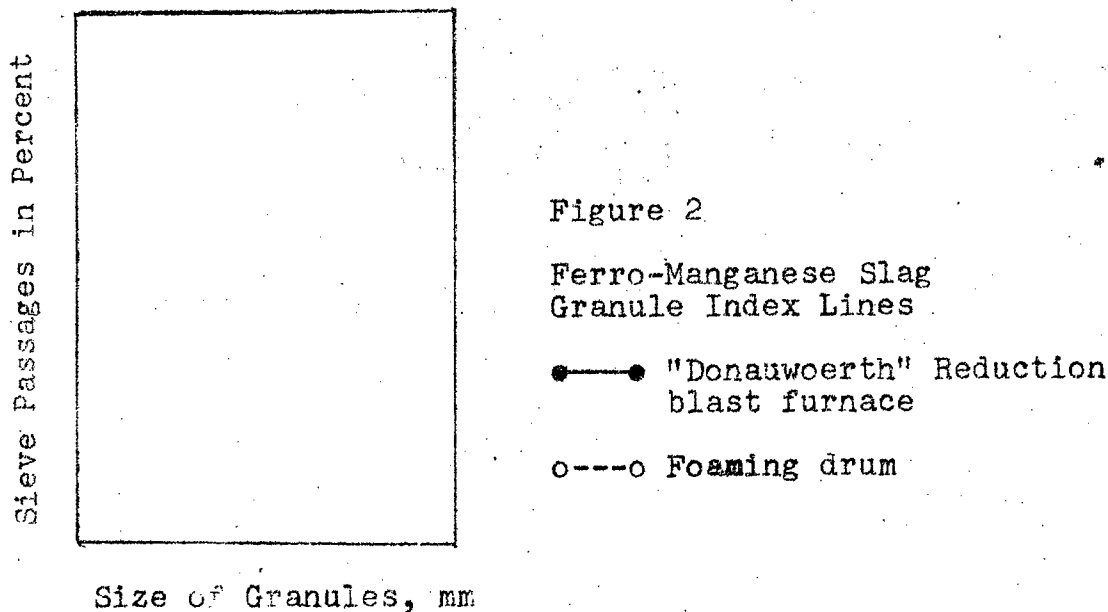 Sieve Passages in Percent
Figure 2
Ferro-Manganese Slag
Granule Index Lines
●——● "Donauwoerth" Reduction
blast furnace
o---o Foaming drum
Size of Granules, mm